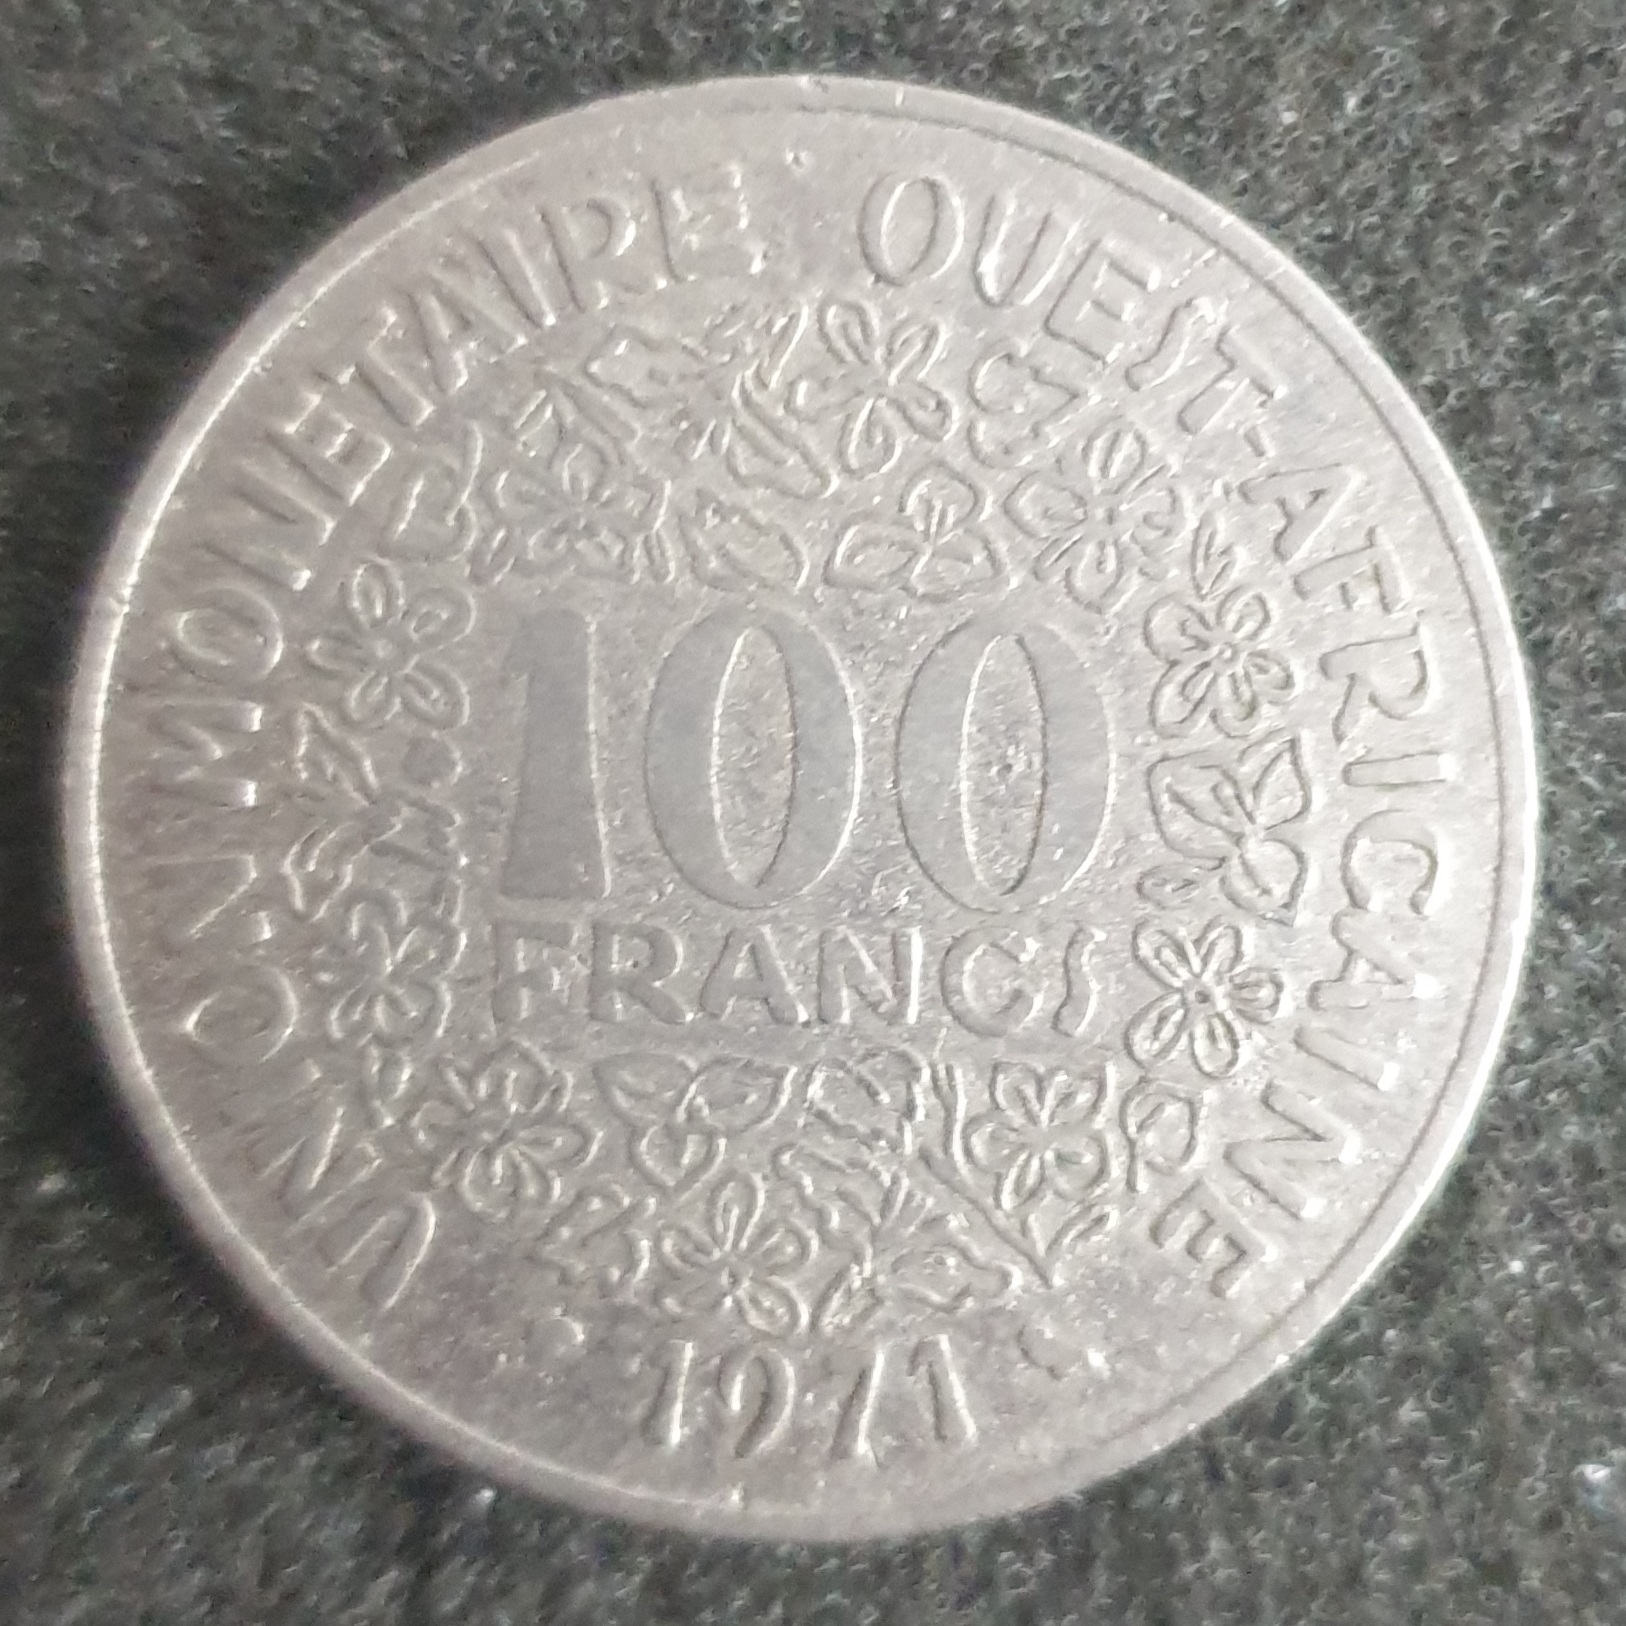 UNION MONETAIRE OUEST-AFRICAINE
100
FRANCS
1971